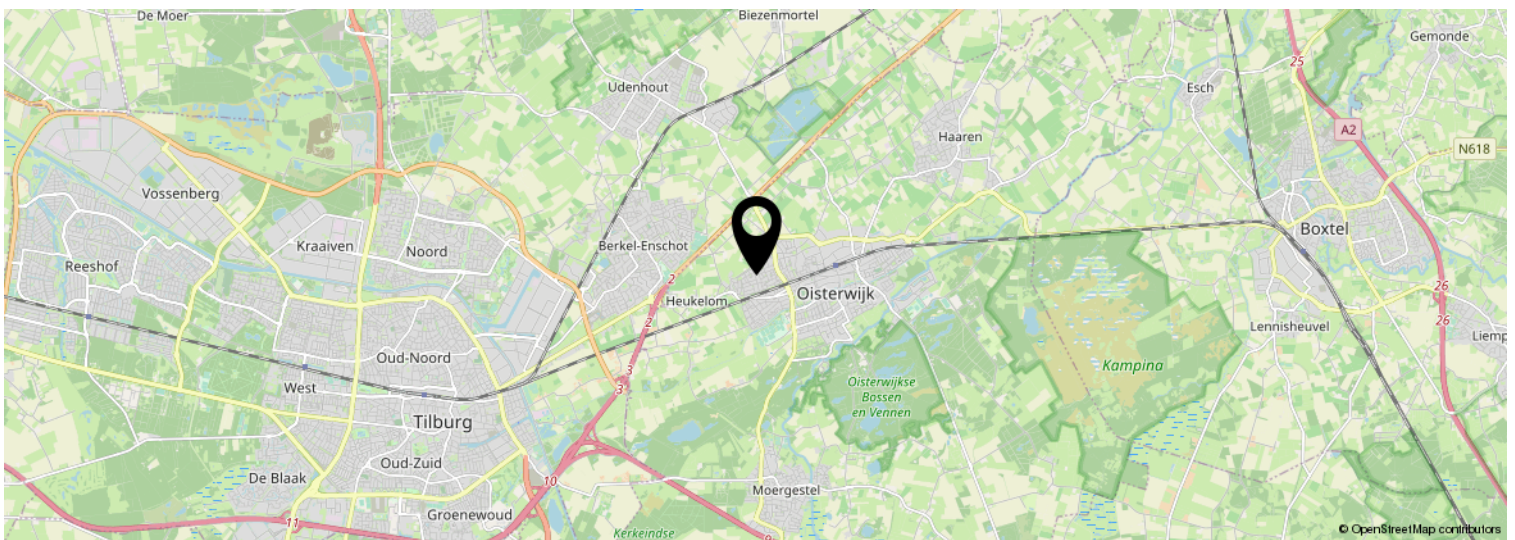 De Moer
Biezenmortel
Gemonde
25
Udenhout
Esch
A2
Haaren
N618
Vossenberg
Boxtel
Kraaiven
Noord
Berkel-Enschot
Reeshof
2
Heukelom
Oisterwijk
26
2
26
Lennisheuvel
Liemp
Oud-Noord
3
Kampina
West
3
Oisterwijkse
Bossen
en Vennen
Tilburg
Oud-Zuid
De Blaak
10
Moergestel
Groenewoud
11
Kerkeindse
© OpenStreetMap contributors